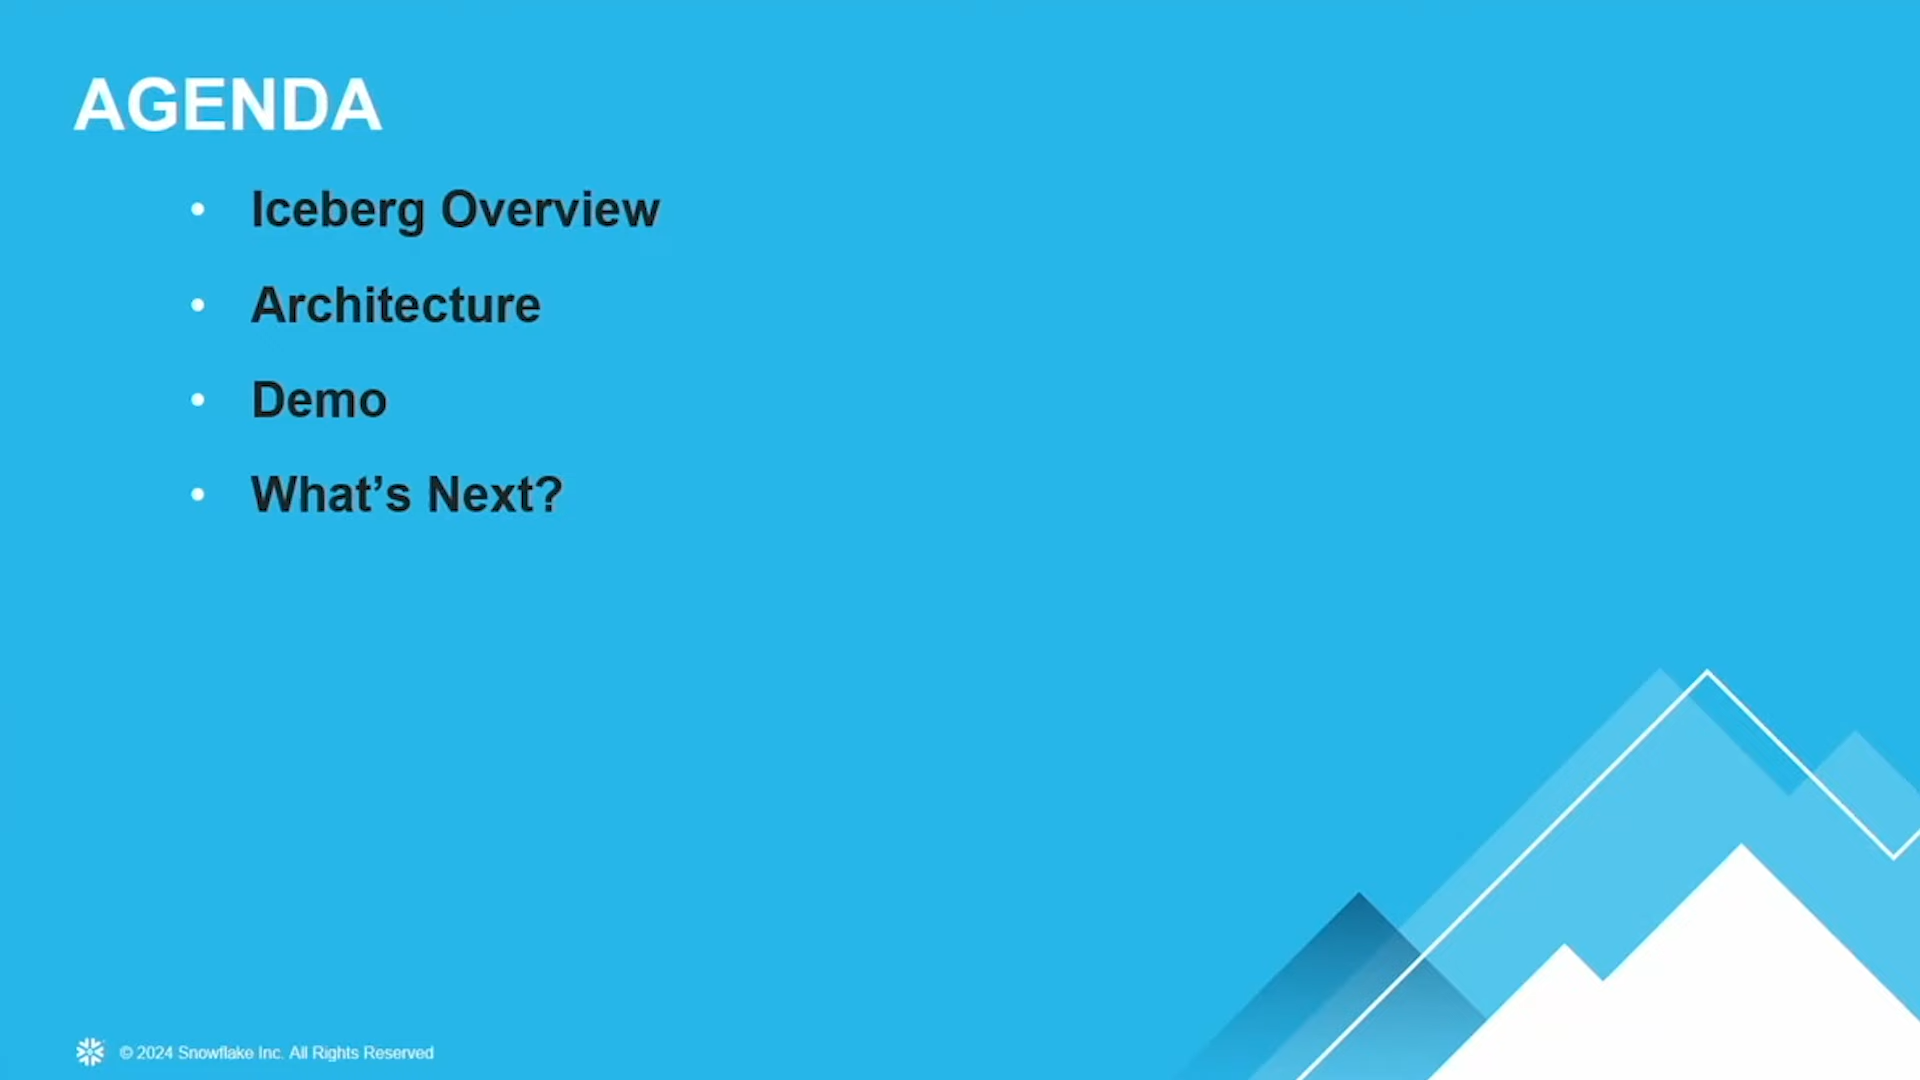 AGENDA
• Iceberg Overview
• Architecture
• Demo
• What’s Next?
© 2024 Snowflake Inc. All Rights Reserved